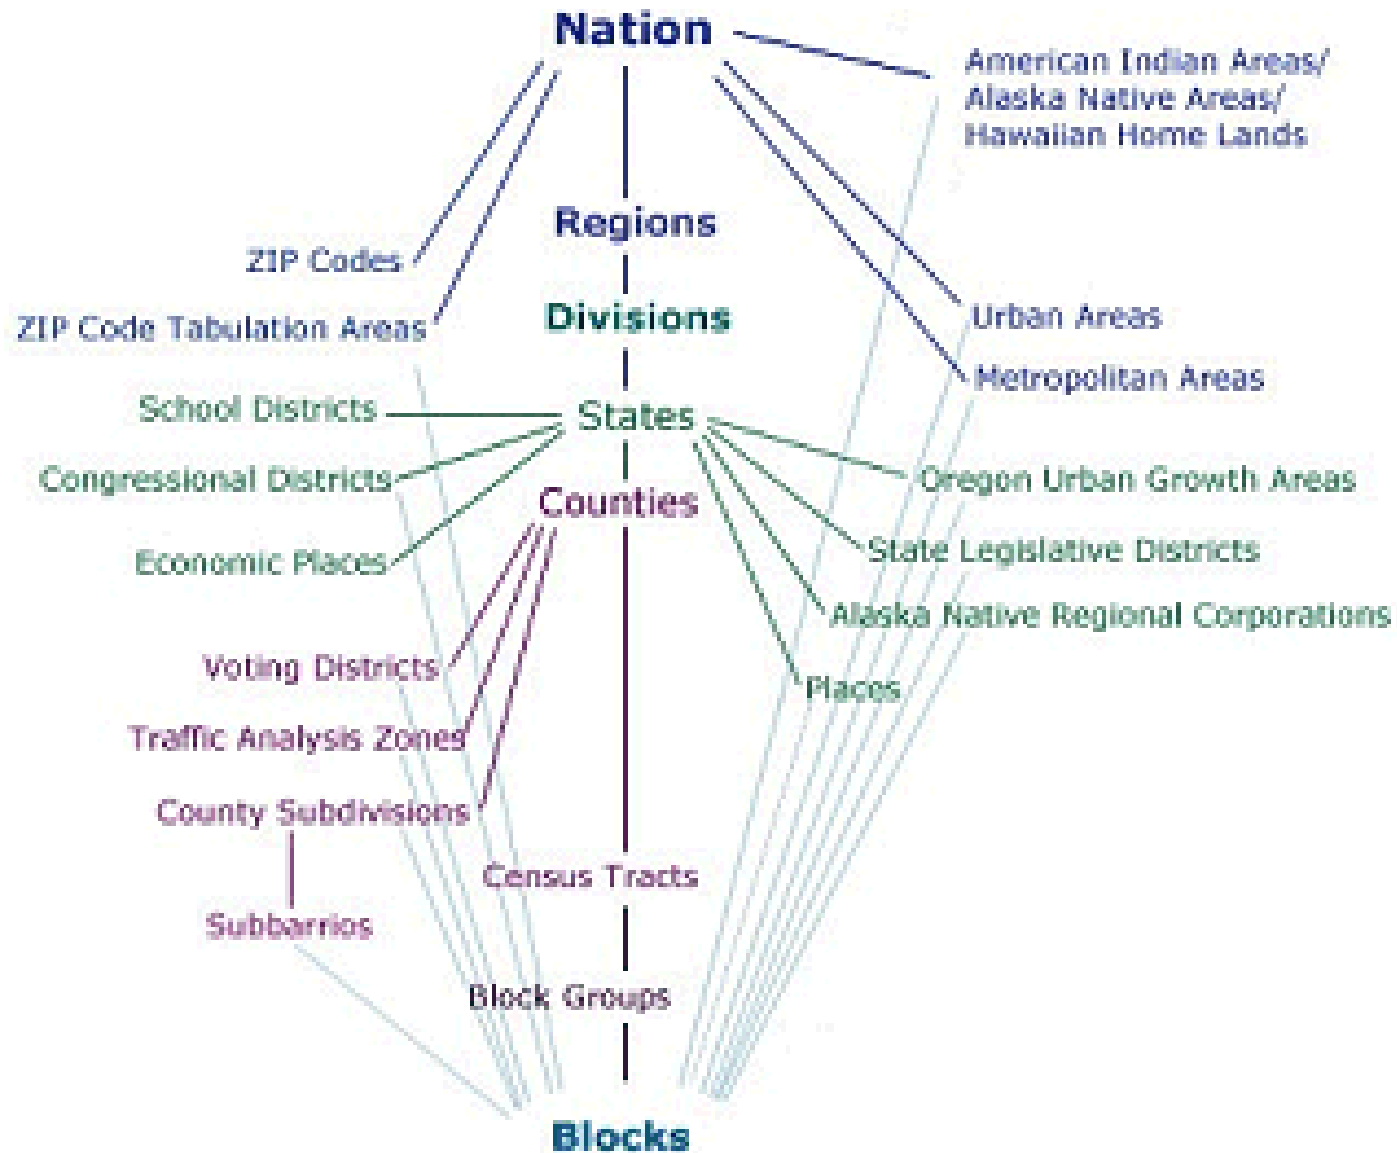 Nation
American Indian Areas/
Alaska Native Areas/
Hawaiian Home Lands
Regions
ZIP Codes
Divisions
Urban Areas
ZIP Code Tabulation Areas
Metropolitan Areas
School Districts
States
Congressional Districts
Oregon Urban Growth Areas
Counties
State Legislative Districts
Economic Places
Alaska Native Regional Corporations
Voting Districts
Places
Traffic Analysis Zones
County Subdivisions
Census Tracts
Subbarrios
Block Groups
Blocks